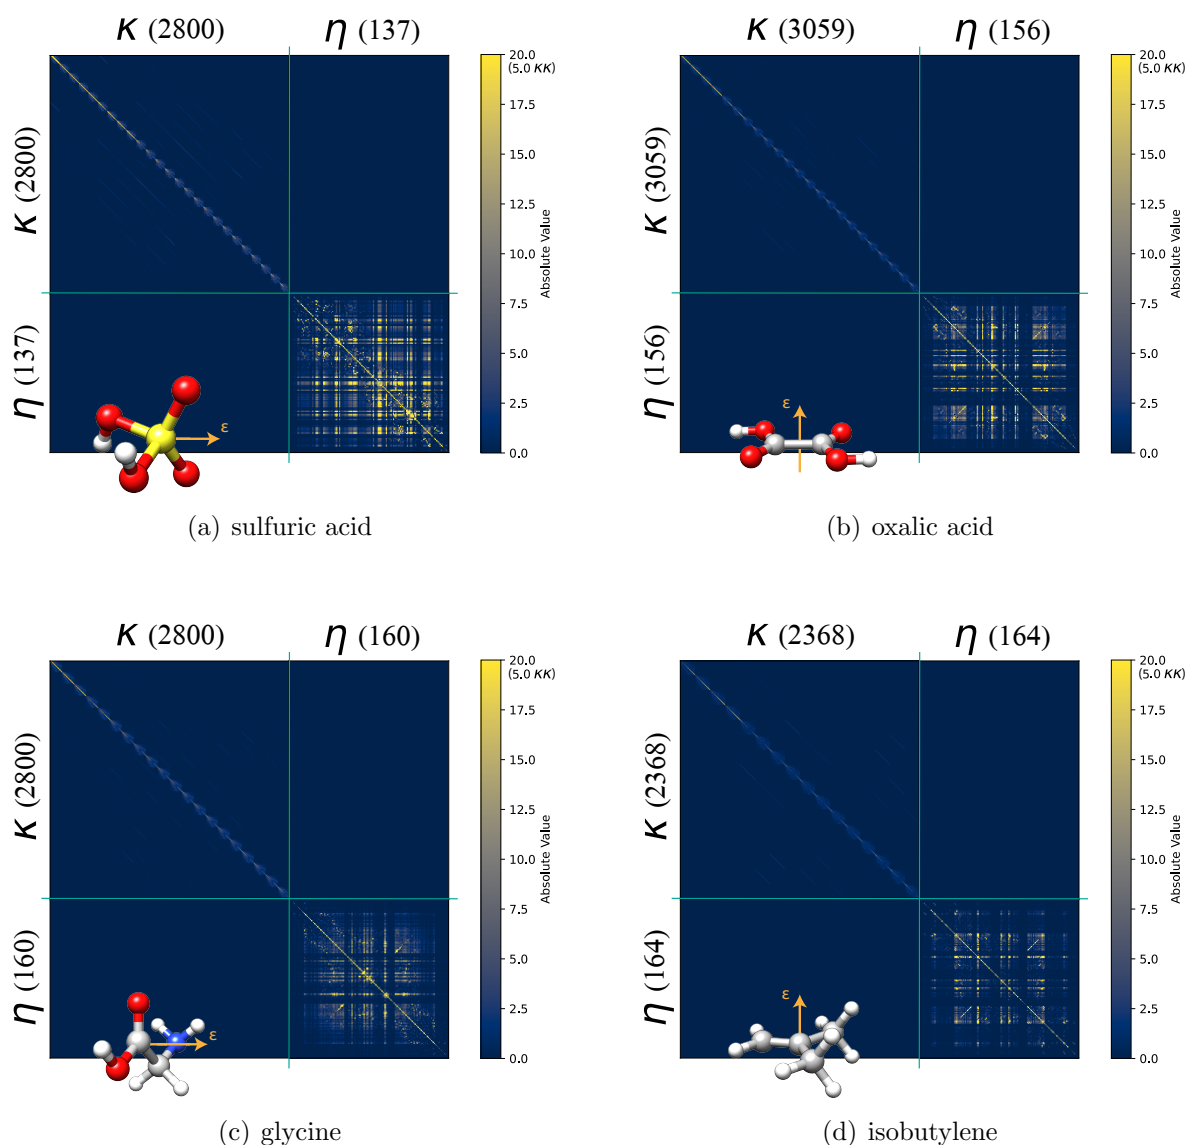 κ (2800) η (137)
κ (2800)
η (137)
20.0
(5.0 KK)
17.5
15.0
12.5
10.0
7.5
5.0
2.5
0.0
Absolute Value
ε
(a) sulfuric acid
κ (3059) η (156)
κ (3059)
η (156)
20.0
(5.0 KK)
17.5
15.0
12.5
10.0
7.5
5.0
2.5
0.0
Absolute Value
ε
(b) oxalic acid
κ (2800) η (160)
κ (2800)
η (160)
20.0
(5.0 KK)
17.5
15.0
12.5
10.0
7.5
5.0
2.5
0.0
Absolute Value
ε
(c) glycine
κ (2368) η (164)
κ (2368)
η (164)
20.0
(5.0 KK)
17.5
15.0
12.5
10.0
7.5
5.0
2.5
0.0
Absolute Value
ε
(d) isobutylene